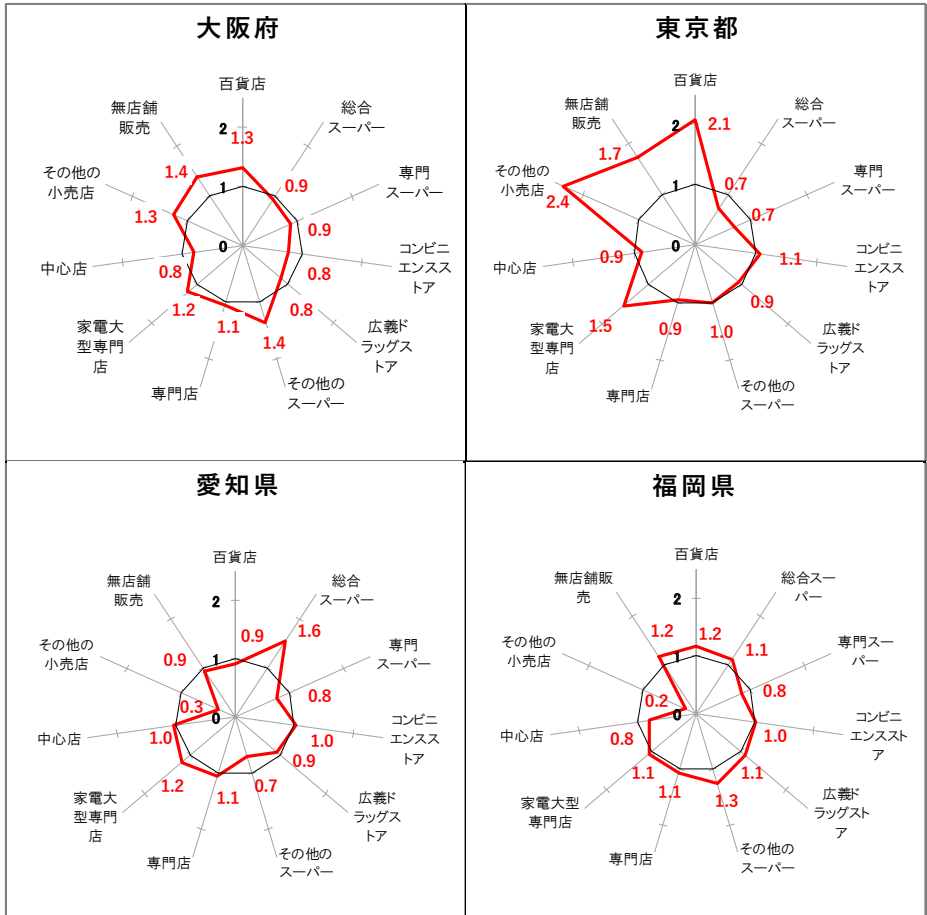 大阪府
百貨店
総合
スーパー
専門
スーパー
コンビニ
エンスス
トア
広義ド
ラッグス
トア
その他の
スーパー
専門店
家電大
型専門
店
中心店
その他の
小売店
無店舗
販売
2
1
0
1.3
0.9
0.9
0.8
0.8
1.4
1.1
1.2
0.8
1.3
1.4
東京都
百貨店
総合
スーパー
専門
スーパー
コンビニ
エンスス
トア
広義ド
ラッグス
トア
その他の
スーパー
専門店
家電大
型専門
店
中心店
その他の
小売店
無店舗
販売
2
1
0
2.1
0.7
0.7
1.1
0.9
1.0
0.9
1.5
0.9
2.4
1.7
愛知県
百貨店
総合
スーパー
専門
スーパー
コンビニ
エンスス
トア
広義ド
ラッグス
トア
その他の
スーパー
専門店
家電大
型専門
店
中心店
その他の
小売店
無店舗
販売
2
1
0
0.9
1.6
0.8
1.0
0.9
0.7
1.1
1.2
1.0
0.3
0.9
福岡県
百貨店
総合スー
パー
専門スー
パー
コンビニ
エンススト
ア
広義ド
ラッグスト
ア
その他の
スーパー
専門店
家電大型
専門店
中心店
その他の
小売店
無店舗販
売
2
1
0
1.2
1.1
0.8
1.0
1.1
1.3
1.1
1.1
0.8
0.2
1.2